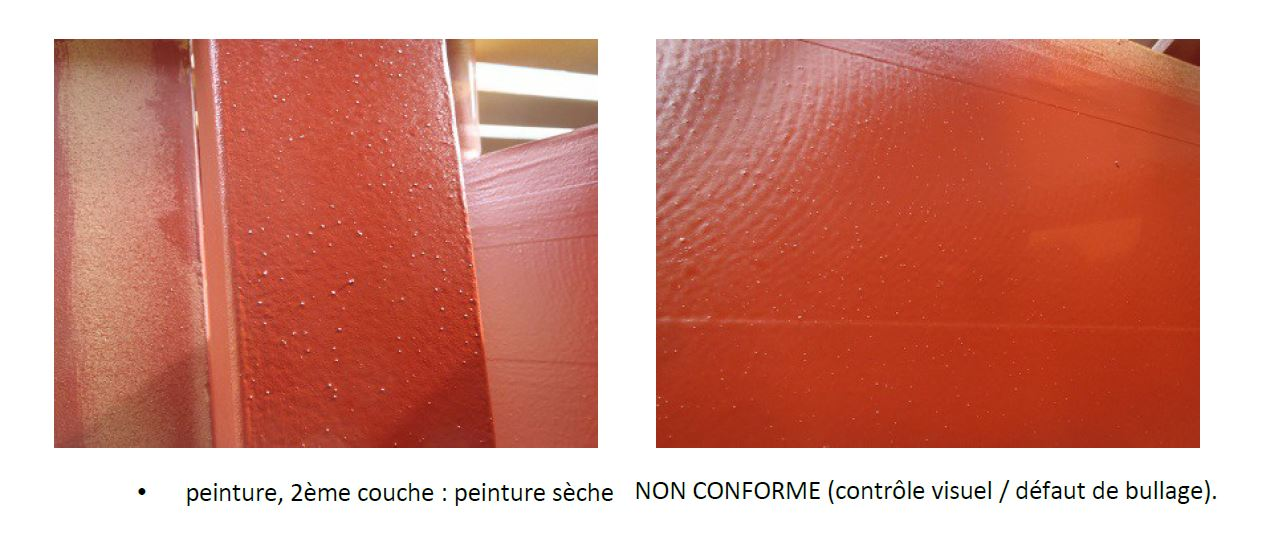 • peinture, 2ème couche : peinture sèche NON CONFORME (contrôle visuel / défaut de bullage).